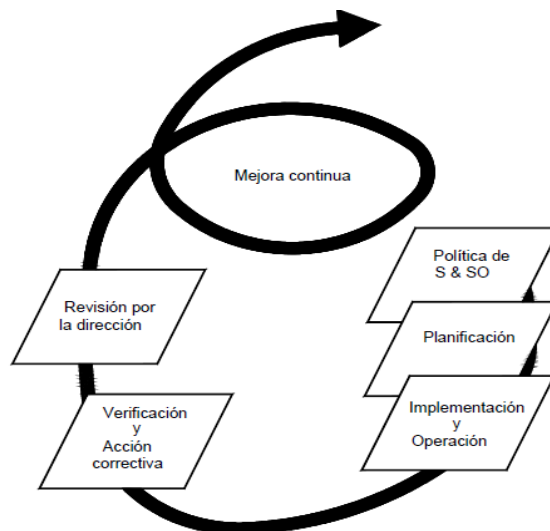 Mejora continua
Política de
S & SO
Planificación
Implementación
y
Operación
Verificación
y
Acción
correctiva
Revisión por
la dirección